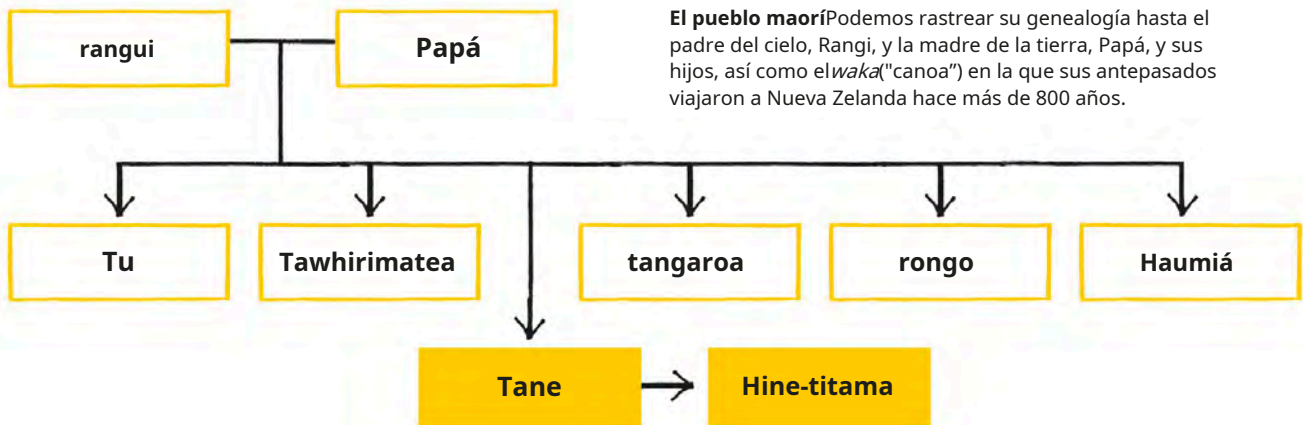 El pueblo maoríPodemos rastrear su genealogía hasta el
padre del cielo, Rangi, y la madre de la tierra, Papá, y sus
hijos, así como elwaka("canoa”) en la que sus antepasados
viajaron a Nueva Zelanda hace más de 800 años.
rangui
Papá
Tu
Tawhirimatea
tangaroa
rongo
Haumiá
Tane
Hine-titama